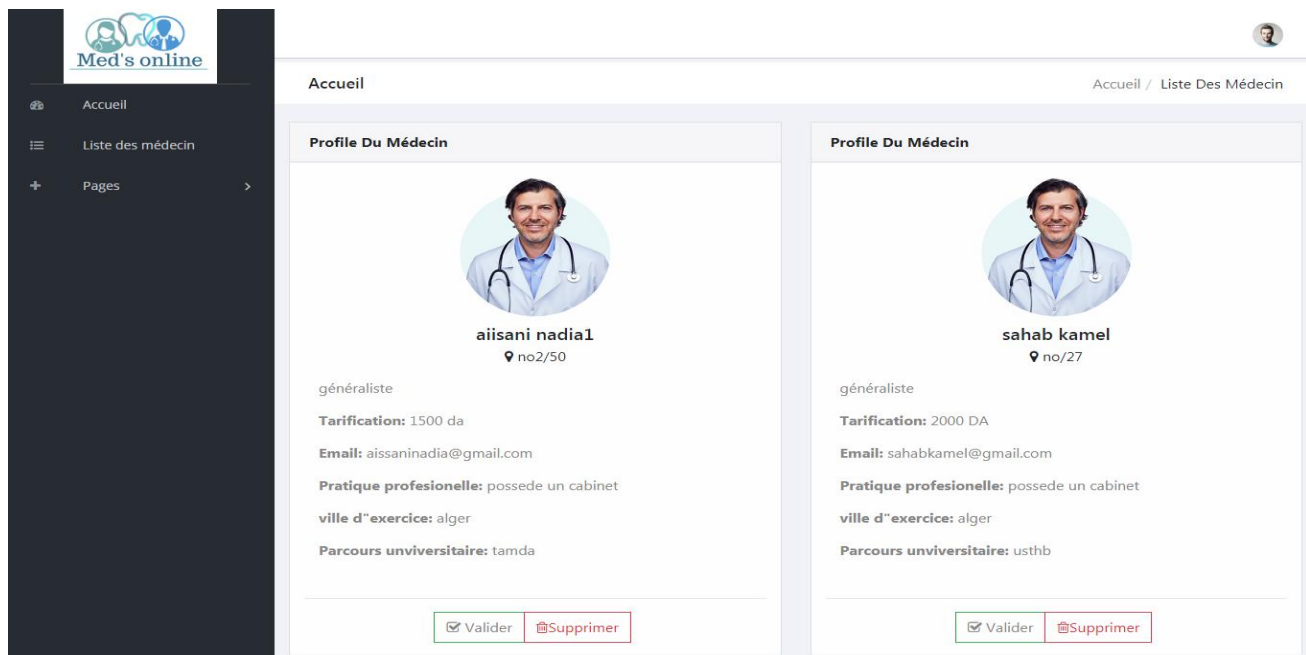 Med's online
Accueil
Liste des médecin
Pages
Accueil
Accueil / Liste Des Médecin
Profile Du Médecin
aiisani nadia1
no2/50
généraliste
Tarification: 1500 da
Email: aissaninadia@gmail.com
Pratique profesionelle: possede un cabinet
ville d"exercice: alger
Parcours unviversitaire: tamda
Valider
Supprimer
Profile Du Médecin
sahab kamel
no/27
généraliste
Tarification: 2000 DA
Email: sahabkamel@gmail.com
Pratique profesionelle: possede un cabinet
ville d"exercice: alger
Parcours unviversitaire: usthb
Valider
Supprimer